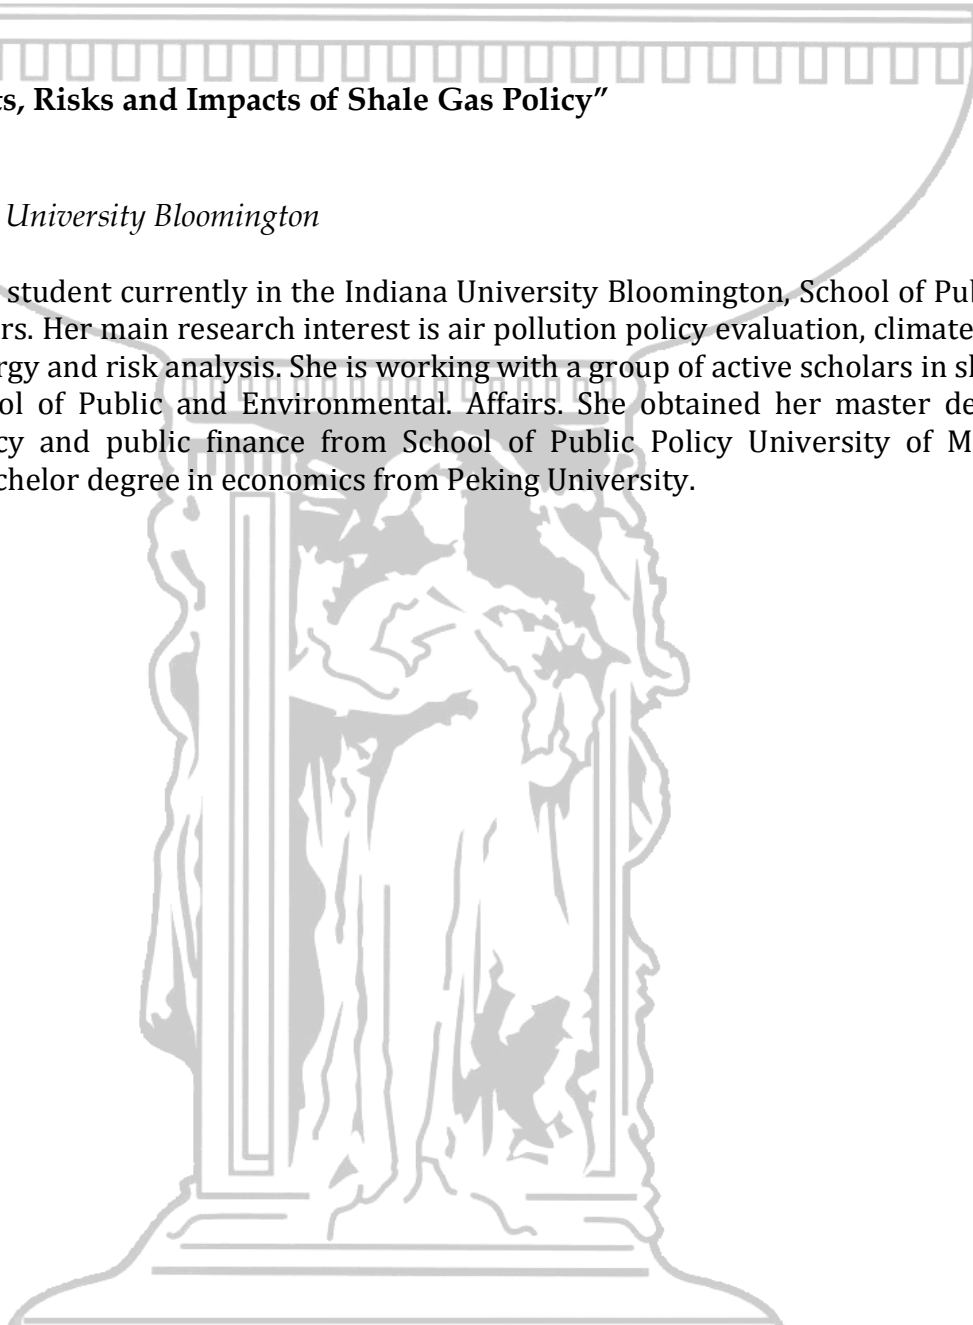 ts, Risks and Impacts of Shale Gas Policy”
University Bloomington
student currently in the Indiana University Bloomington, School of Pub
rs. Her main research interest is air pollution policy evaluation, climate
rgy and risk analysis. She is working with a group of active scholars in sh
ol of Public and Environmental. Affairs. She obtained her master de
cy and public finance from School of Public Policy University of M
chelor degree in economics from Peking University.